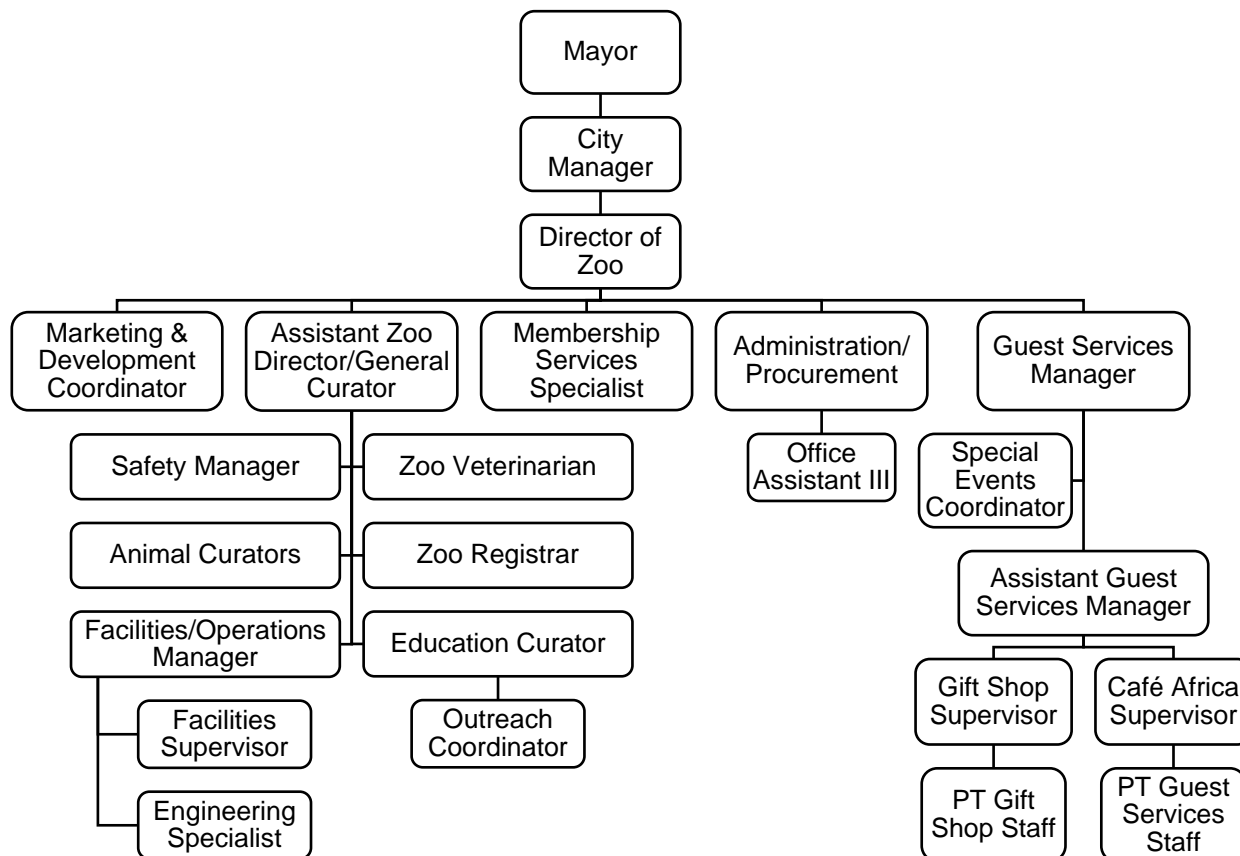 Mayor
City
Manager
Director of
Zoo
Marketing &
Development
Coordinator
Assistant Zoo
Director/General
Curator
Membership
Services
Specialist
Administration/
Procurement
Guest Services
Manager
Safety Manager
Zoo Veterinarian
Office
Assistant III
Special
Events
Coordinator
Animal Curators
Zoo Registrar
Assistant Guest
Services Manager
Facilities/Operations
Manager
Education Curator
Gift Shop
Supervisor
Café Africa
Supervisor
Facilities
Supervisor
Outreach
Coordinator
Engineering
Specialist
PT Gift
Shop Staff
PT Guest
Services
Staff